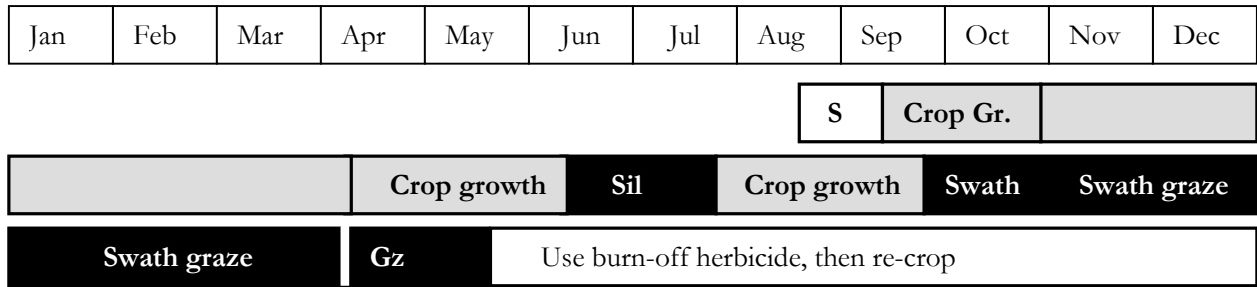 Jan Feb Mar Apr May Jun Jul Aug Sep Oct Nov Dec
S Crop Gr.
Crop growth Sil Crop growth Swath Swath graze
Swath graze Gz Use burn-off herbicide, then re-crop